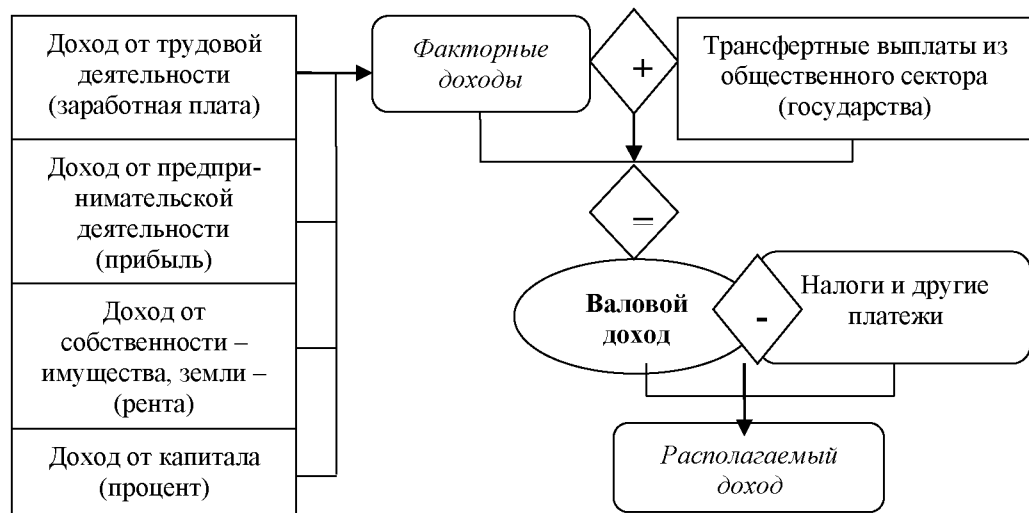 Доход от трудовой
деятельности
(заработная плата)
Доход от предпри-
нимательской
деятельности
(прибыль)
Доход от
собственности –
имущества, земли –
(рента)
Доход от капитала
(процент)
Факторные
доходы
+
Трансфертные выплаты из
общественного сектора
(государства)
=
Валовой
доход
-
Налоги и другие
платежи
Располагаемый
доход